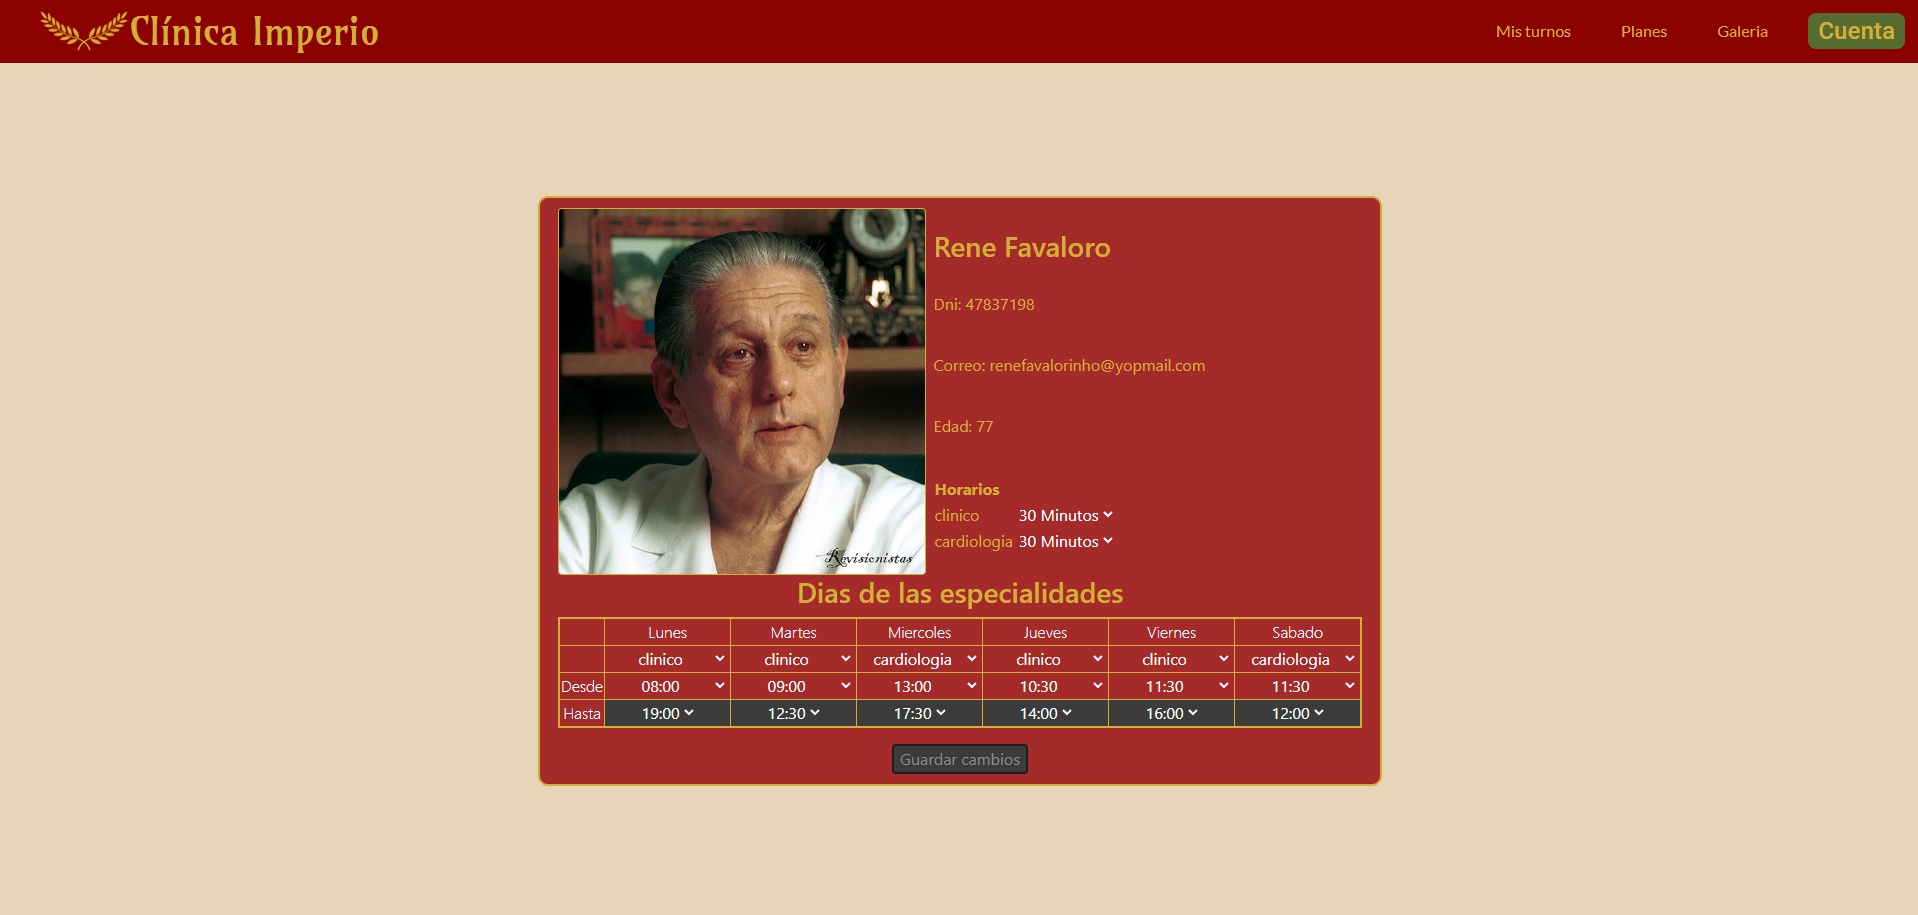 Clínica Imperio
Mis turnos
Planes
Galeria
Cuenta
Rene Favaloro
Dni: 47837198
Correo: renefavalorinho@yopmail.com
Edad: 77
Horarios
clinico 30 Minutos
cardiologia 30 Minutos
Revisionistas
Dias de las especialidades
Lunes Martes Miercoles Jueves Viernes Sabado
clinico clinico cardiologia clinico clinico cardiologia
Desde 08:00 09:00 13:00 10:30 11:30 11:30
Hasta 19:00 12:30 17:30 14:00 16:00 12:00
Guardar cambios